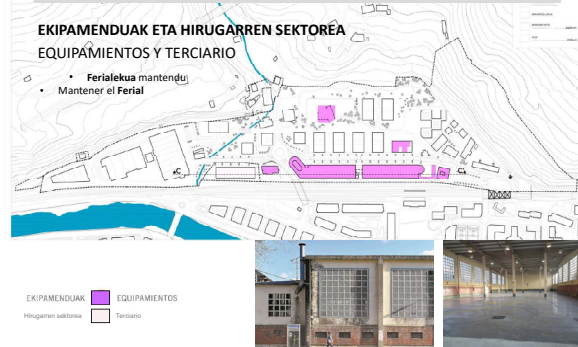 EKIPAMENDUAK ETA HIRUGARREN SEKTOREA
EQUIPAMIENTOS Y TERCIARIO
• Ferialekua mantendu
• Mantener el Ferial
C
C
EKIPAMENDUAK EQUIPAMIENTOS
Hirugarren sektorea Terciario